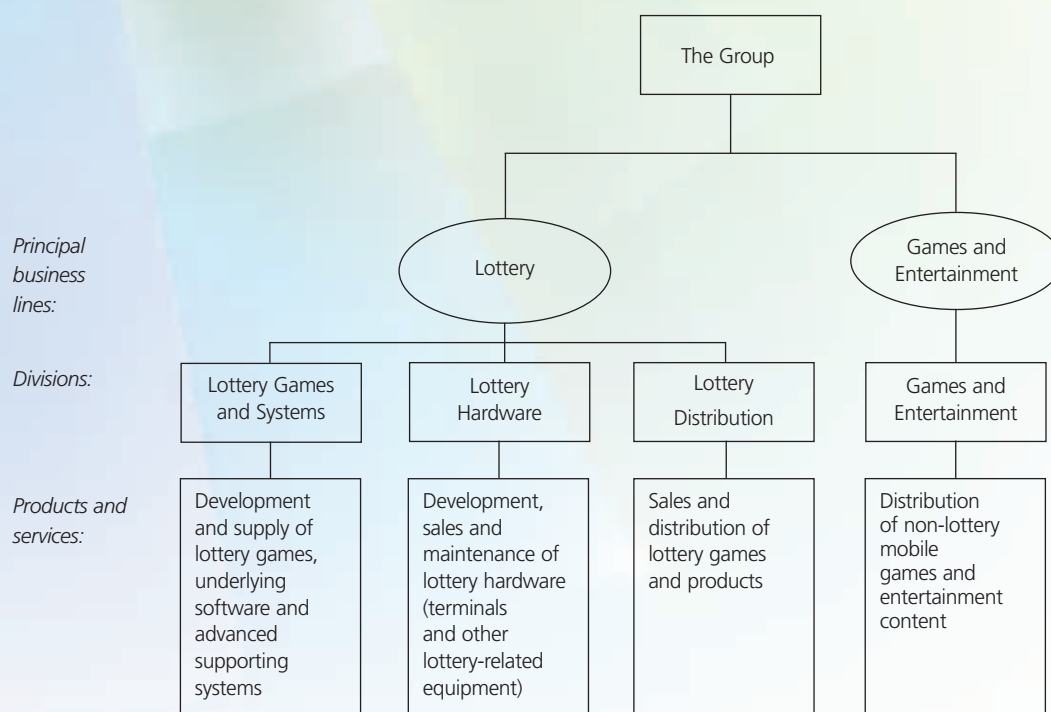 The Group
Principal
business
lines:
Lottery
Games and
Entertainment
Divisions:
Lottery Games
and Systems
Lottery
Hardware
Lottery
Distribution
Games and
Entertainment
Products and
services:
Development
and supply of
lottery games,
underlying
software and
advanced
supporting
systems
Development,
sales and
maintenance of
lottery hardware
(terminals
and other
lottery-related
equipment)
Sales and
distribution of
lottery games
and products
Distribution
of non-lottery
mobile
games and
entertainment
content